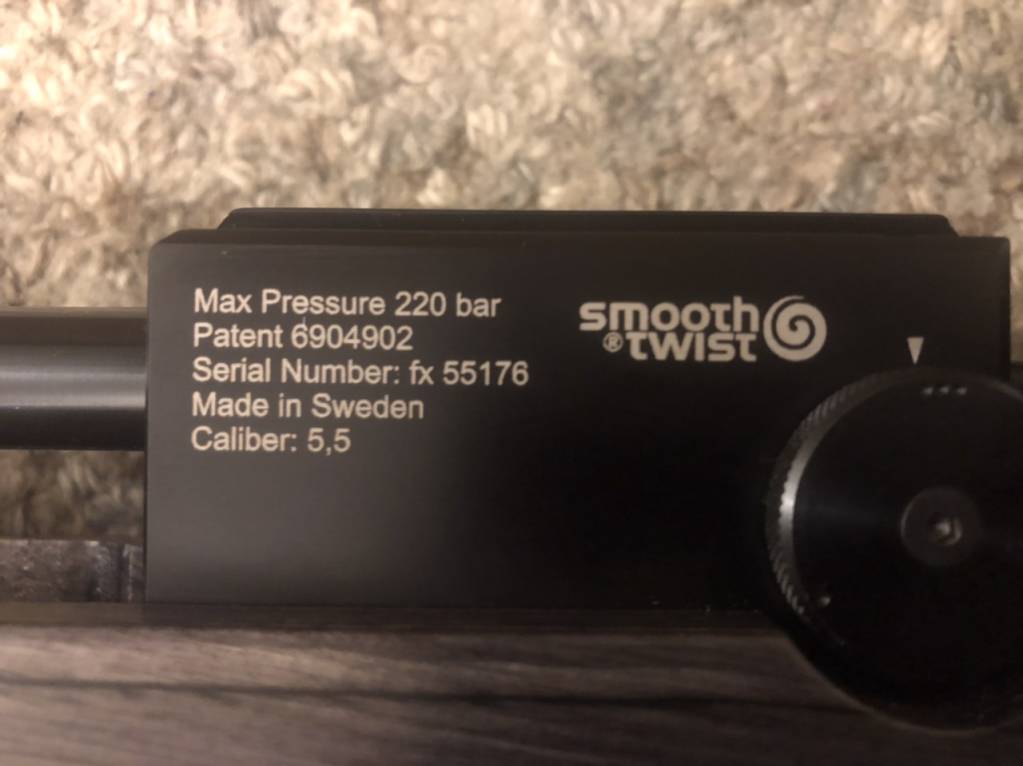 Max Pressure 220 bar
Patent 6904902
Serial Number: fx 55176
Made in Sweden
Caliber: 5,5
smooth
® twist